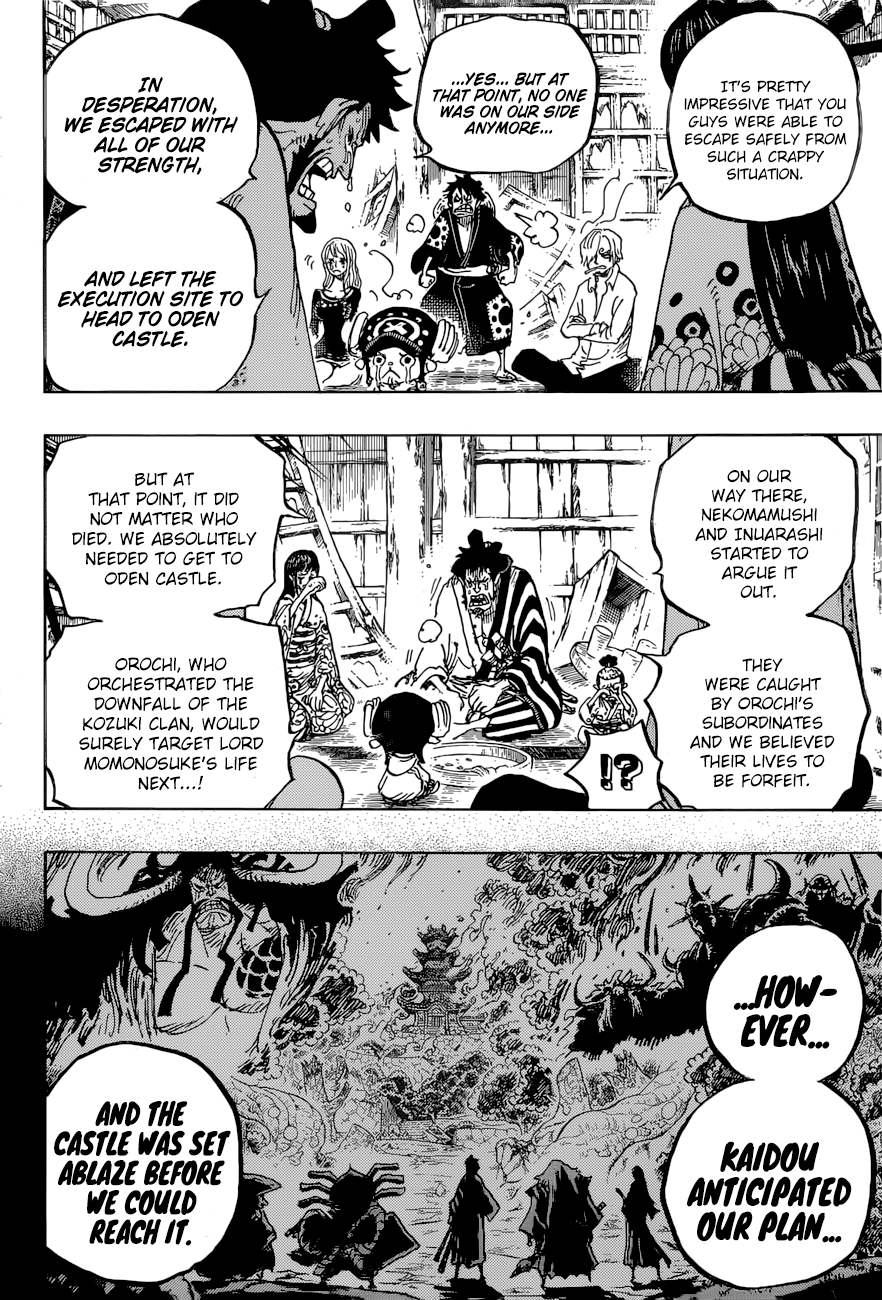 IT'S PRETTY
IMPRESSIVE THAT YOU
GUYS WERE ABLE TO
ESCAPE SAFELY FROM
SUCH A CRAPPY
SITUATION.
...YES... BUT AT
THAT POINT, NO ONE
WAS ON OUR SIDE
ANYMORE...
IN
DESPERATION,
WE ESCAPED WITH
ALL OF OUR
STRENGTH,
AND LEFT THE
EXECUTION SITE TO
HEAD TO ODEN
CASTLE.
ON OUR
WAY THERE,
NEKOMAMUSHI
AND INUARASHI
STARTED TO
ARGUE IT
OUT.
THEY
WERE CAUGHT
BY OROCHI'S
SUBORDINATES
AND WE BELIEVED
THEIR LIVES TO
BE FORFEIT.
!?
BUT AT
THAT POINT, IT DID
NOT MATTER WHO
DIED. WE ABSOLUTELY
NEEDED TO GET TO
ODEN CASTLE.
OROCHI, WHO
ORCHESTRATED THE
DOWNFALL OF THE
KOZUKI CLAN, WOULD
SURELY TARGET LORD
MOMONOSUKE'S LIFE
NEXT...!
...HOW-
EVER...
KAIDOU
ANTICIPATED
OUR PLAN...
AND THE
CASTLE WAS SET
ABLAZE BEFORE
WE COULD
REACH IT.